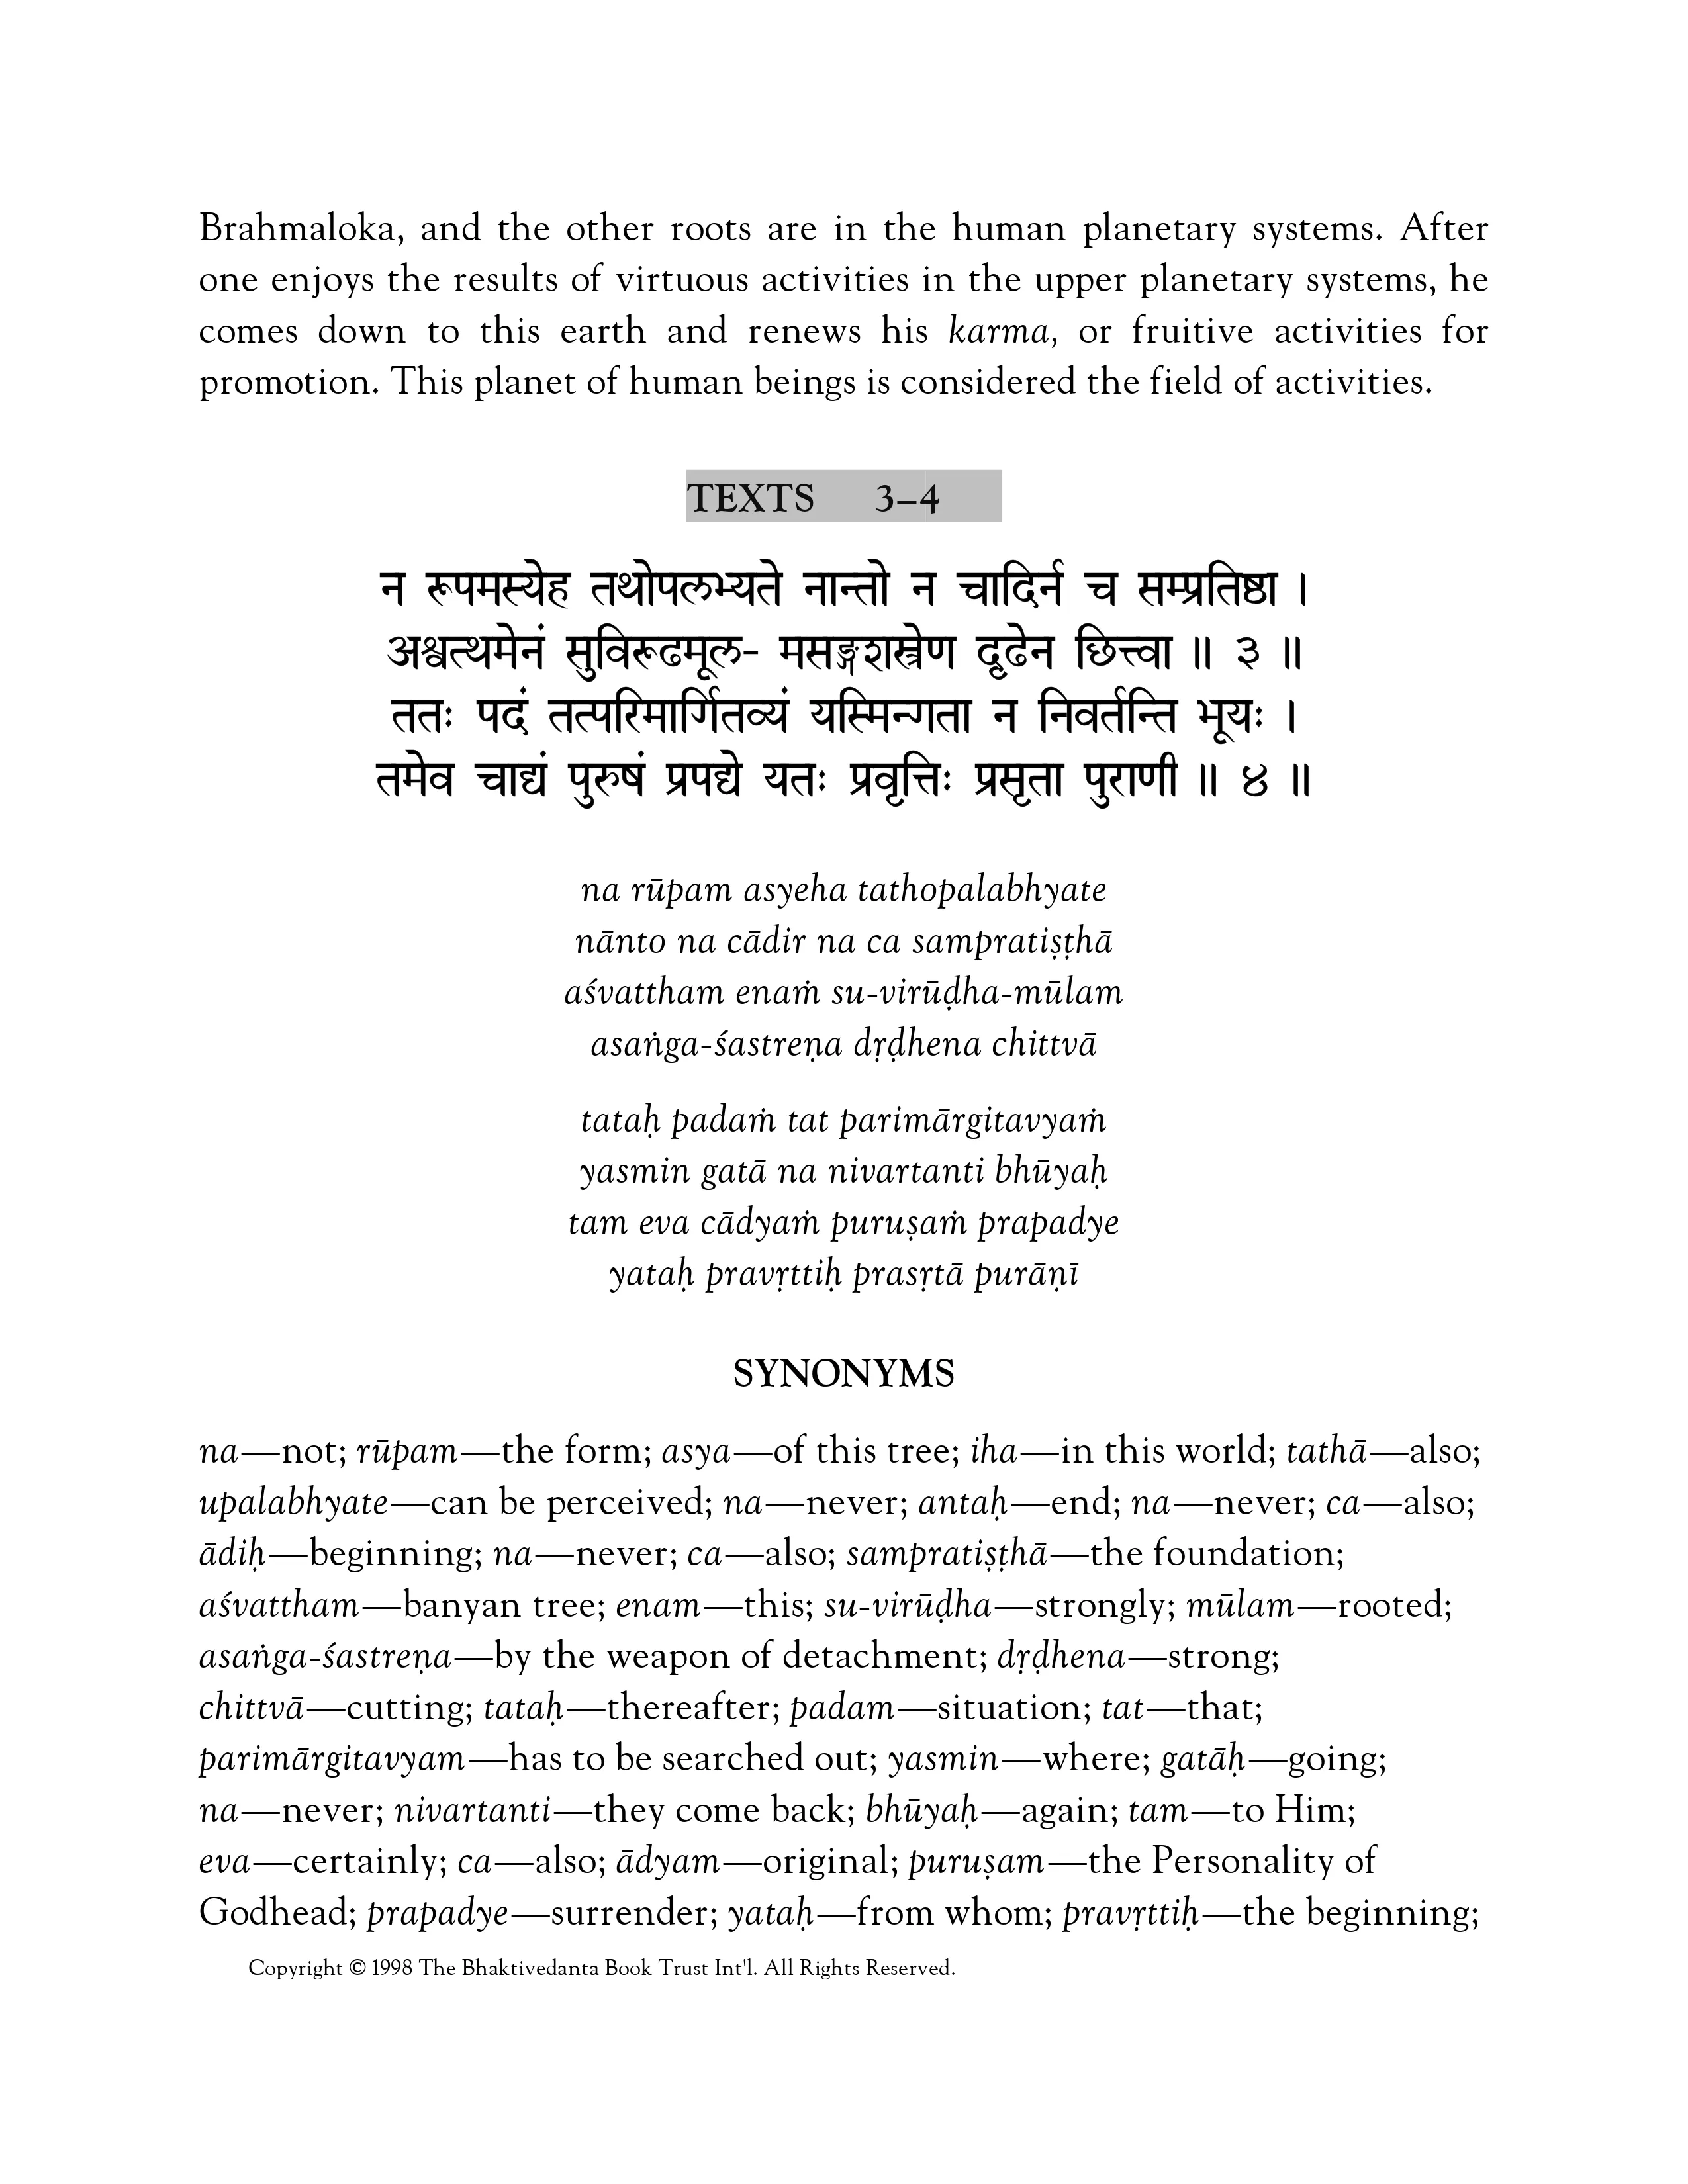 Brahmaloka, and the other roots are in the human planetary systems. After
one enjoys the results of virtuous activities in the upper planetary systems, he
comes down to this earth and renews his karma, or fruitive activities for
promotion. This planet of human beings is considered the field of activities.
TEXTS 3–4
न रूपमस्येह तथोपलभ्यते नान्तो न चादिर्न च सम्प्रतिष्ठा ।
अश्वत्थमेनं सुविरूढमूल- मसङ्गशस्त्रेण दृढेन छित्त्वा ॥ ३ ॥
ततः पदं तत्परिमार्गितव्यं यस्मिन्गता न निवर्तन्ति भूयः ।
तमेव चाद्यं पुरुषं प्रपद्ये यतः प्रवृत्तिः प्रसृता पुराणी ॥ ४ ॥
na rūpam asyeha tathopalabhyate
nānto na cādir na ca sampratiṣṭhā
aśvattham enaṁ su-virūḍha-mūlam
asaṅga-śastreṇa dṛḍhena chittvā
tataḥ padaṁ tat parimārgitavyaṁ
yasmin gatā na nivartanti bhūyaḥ
tam eva cādyaṁ puruṣaṁ prapadye
yataḥ pravṛttiḥ prasṛtā purāṇī
SYNONYMS
na—not; rūpam—the form; asya—of this tree; iha—in this world; tathā—also;
upalabhyate—can be perceived; na—never; antaḥ—end; na—never; ca—also;
ādiḥ—beginning; na—never; ca—also; sampratiṣṭhā—the foundation;
aśvattham—banyan tree; enam—this; su-virūḍha—strongly; mūlam—rooted;
asaṅga-śastreṇa—by the weapon of detachment; dṛḍhena—strong;
chittvā—cutting; tataḥ—thereafter; padam—situation; tat—that;
parimārgitavyam—has to be searched out; yasmin—where; gatāḥ—going;
na—never; nivartanti—they come back; bhūyaḥ—again; tam—to Him;
eva—certainly; ca—also; ādyam—original; puruṣam—the Personality of
Godhead; prapadye—surrender; yataḥ—from whom; pravṛttiḥ—the beginning;
Copyright © 1998 The Bhaktivedanta Book Trust Int'l. All Rights Reserved.